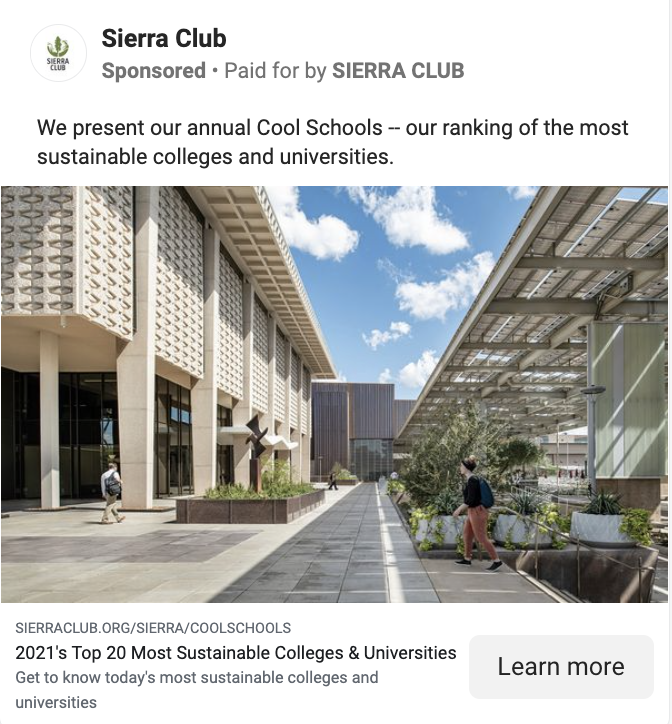 SIERRA
CLUB
Sierra Club
Sponsored • Paid for by SIERRA CLUB
We present our annual Cool Schools -- our ranking of the most
sustainable colleges and universities.
SIERRACLUB.ORG/SIERRA/COOLSCHOOLS
2021's Top 20 Most Sustainable Colleges & Universities
Get to know today's most sustainable colleges and
universities
Learn more